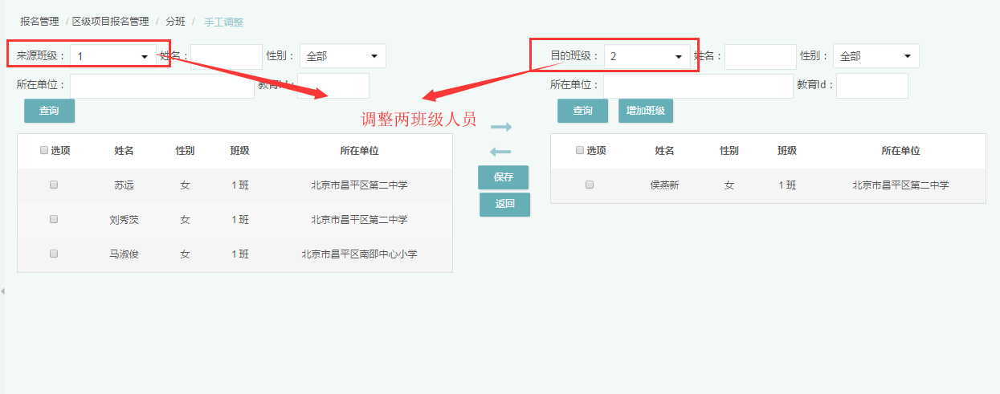 报名管理 / 区级项目报名管理 / 分班 / 手工调整
来源班级： 1 姓名： 性别： 全部
所在单位： 教育Id：
查询
目的班级： 2 姓名： 性别： 全部
所在单位： 教育Id：
查询 增加班级
调整两班级人员
选项 姓名 性别 班级 所在单位
苏远 女 1 班 北京市昌平区第二中学
刘秀茨 女 1 班 北京市昌平区第二中学
马淑俊 女 1 班 北京市昌平区南邵中心小学
保存
返回
选项 姓名 性别 班级 所在单位
侯燕新 女 1 班 北京市昌平区第二中学